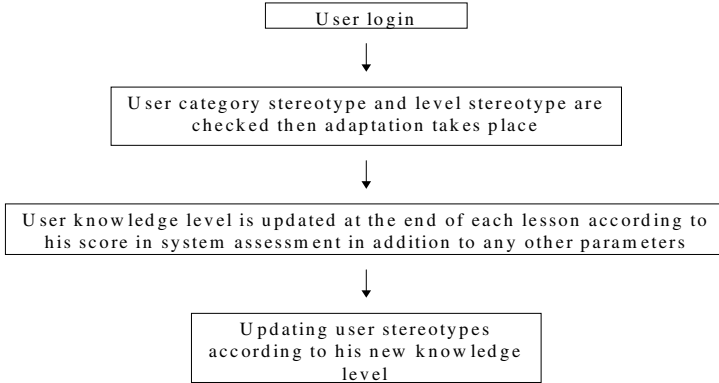 User login
User category stereotype and level stereotype are
checked then adaptation takes place
User knowledge level is updated at the end of each lesson according to
his score in system assessment in addition to any other parameters
Updating user stereotypes
according to his new knowledge
level